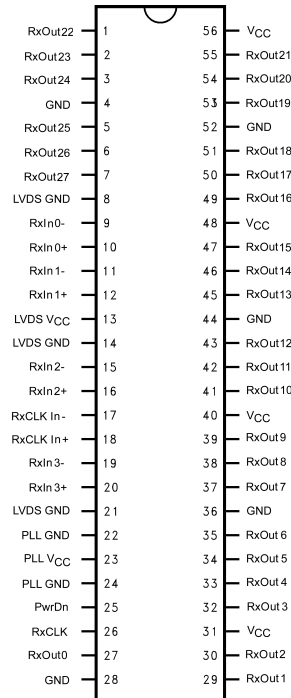 RxOut22 1 56 VCC
RxOut23 2 55 RxOut21
RxOut24 3 54 RxOut20
GND 4 53 RxOut19
RxOut25 5 52 GND
RxOut26 6 51 RxOut18
RxOut27 7 50 RxOut17
LVDS GND 8 49 RxOut16
RxIn0- 9 48 VCC
RxIn0+ 10 47 RxOut15
RxIn1- 11 46 RxOut14
RxIn1+ 12 45 RxOut13
LVDS VCC 13 44 GND
LVDS GND 14 43 RxOut12
RxIn2- 15 42 RxOut11
RxIn2+ 16 41 RxOut10
RxCLK In- 17 40 VCC
RxCLK In+ 18 39 RxOut9
RxIn3- 19 38 RxOut8
RxIn3+ 20 37 RxOut7
LVDS GND 21 36 GND
PLL GND 22 35 RxOut6
PLL VCC 23 34 RxOut5
PLL GND 24 33 RxOut4
PwrDn 25 32 RxOut3
RxCLK 26 31 VCC
RxOut0 27 30 RxOut2
GND 28 29 RxOut1